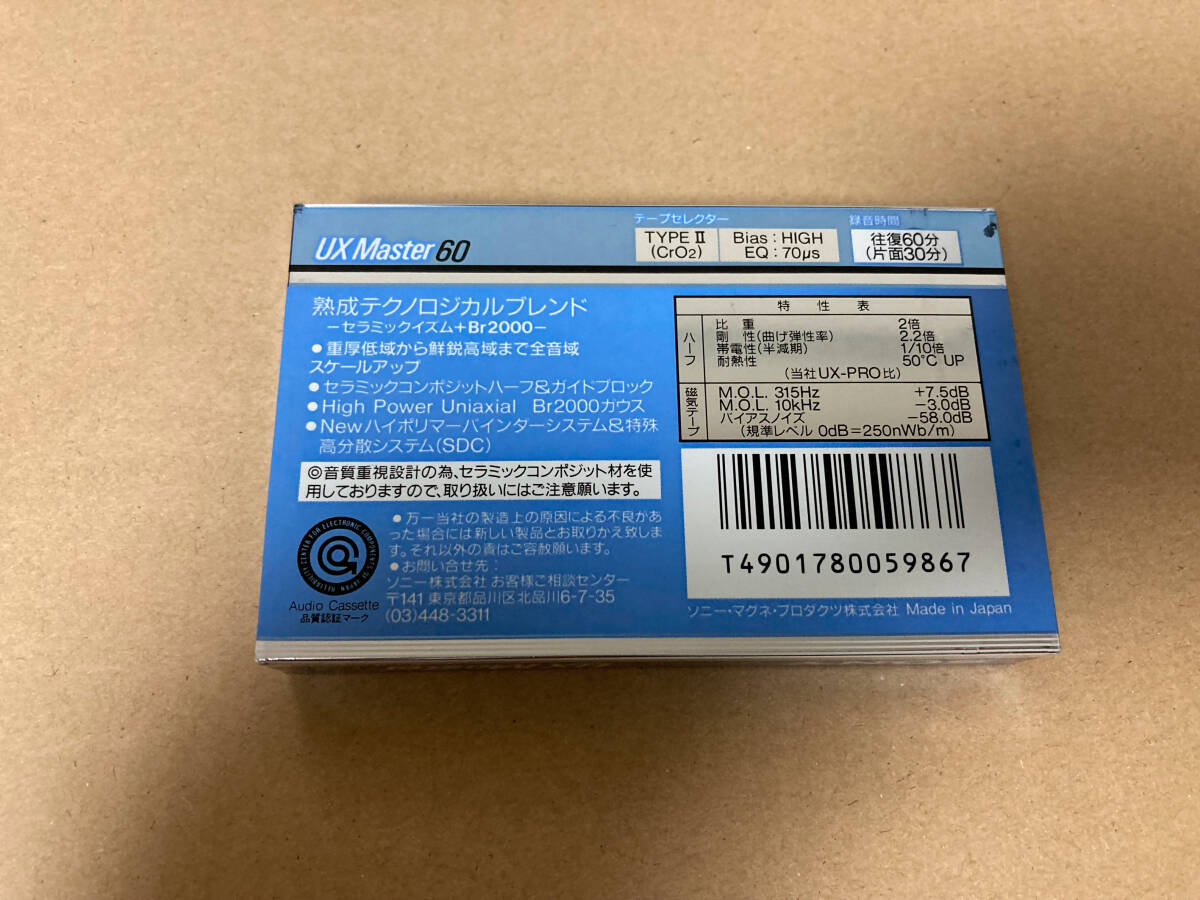 UX Master 60
テープセレクター
TYPE II
(CrO2)
Bias : HIGH
EQ : 70μs
録音時間
往復60分
(片面30分)
熟成テクノロジカルブレンド
−セラミックイズム+Br2000−
●重厚低域から鮮鋭高域まで全音域
スケールアップ
●セラミックコンポジットハーフ&ガイドブロック
●High Power Uniaxial Br2000ガウス
●Newハイポリマーバインダーシステム&特殊
高分散システム(SDC)
◎音質重視設計の為、セラミックコンポジット材を使
用しておりますので、取り扱いにはご注意願います。
RELIABILITY CENTER FOR ELECTRONIC COMPONENTS OF JAPAN
Audio Cassette
品質認証マーク
●万一当社の製造上の原因による不良があ
った場合には新しい製品とお取りかえ致しま
す。それ以外の責はご容赦願います。
●お問い合せ先:
ソニー株式会社 お客様ご相談センター
〒141 東京都品川区北品川6-7-35
(03)448-3311
特性表
ハーフ
比重 2倍
剛性(曲げ弾性率) 2.2倍
帯電性(半減期) 1/10倍
耐熱性 50°C UP
(当社UX-PRO比)
磁気テープ
M.O.L. 315Hz +7.5dB
M.O.L. 10kHz −3.0dB
バイアスノイズ −58.0dB
(規準レベル 0dB=250nWb/m)
T4901780059867
ソニー・マグネ・プロダクツ株式会社 Made in Japan